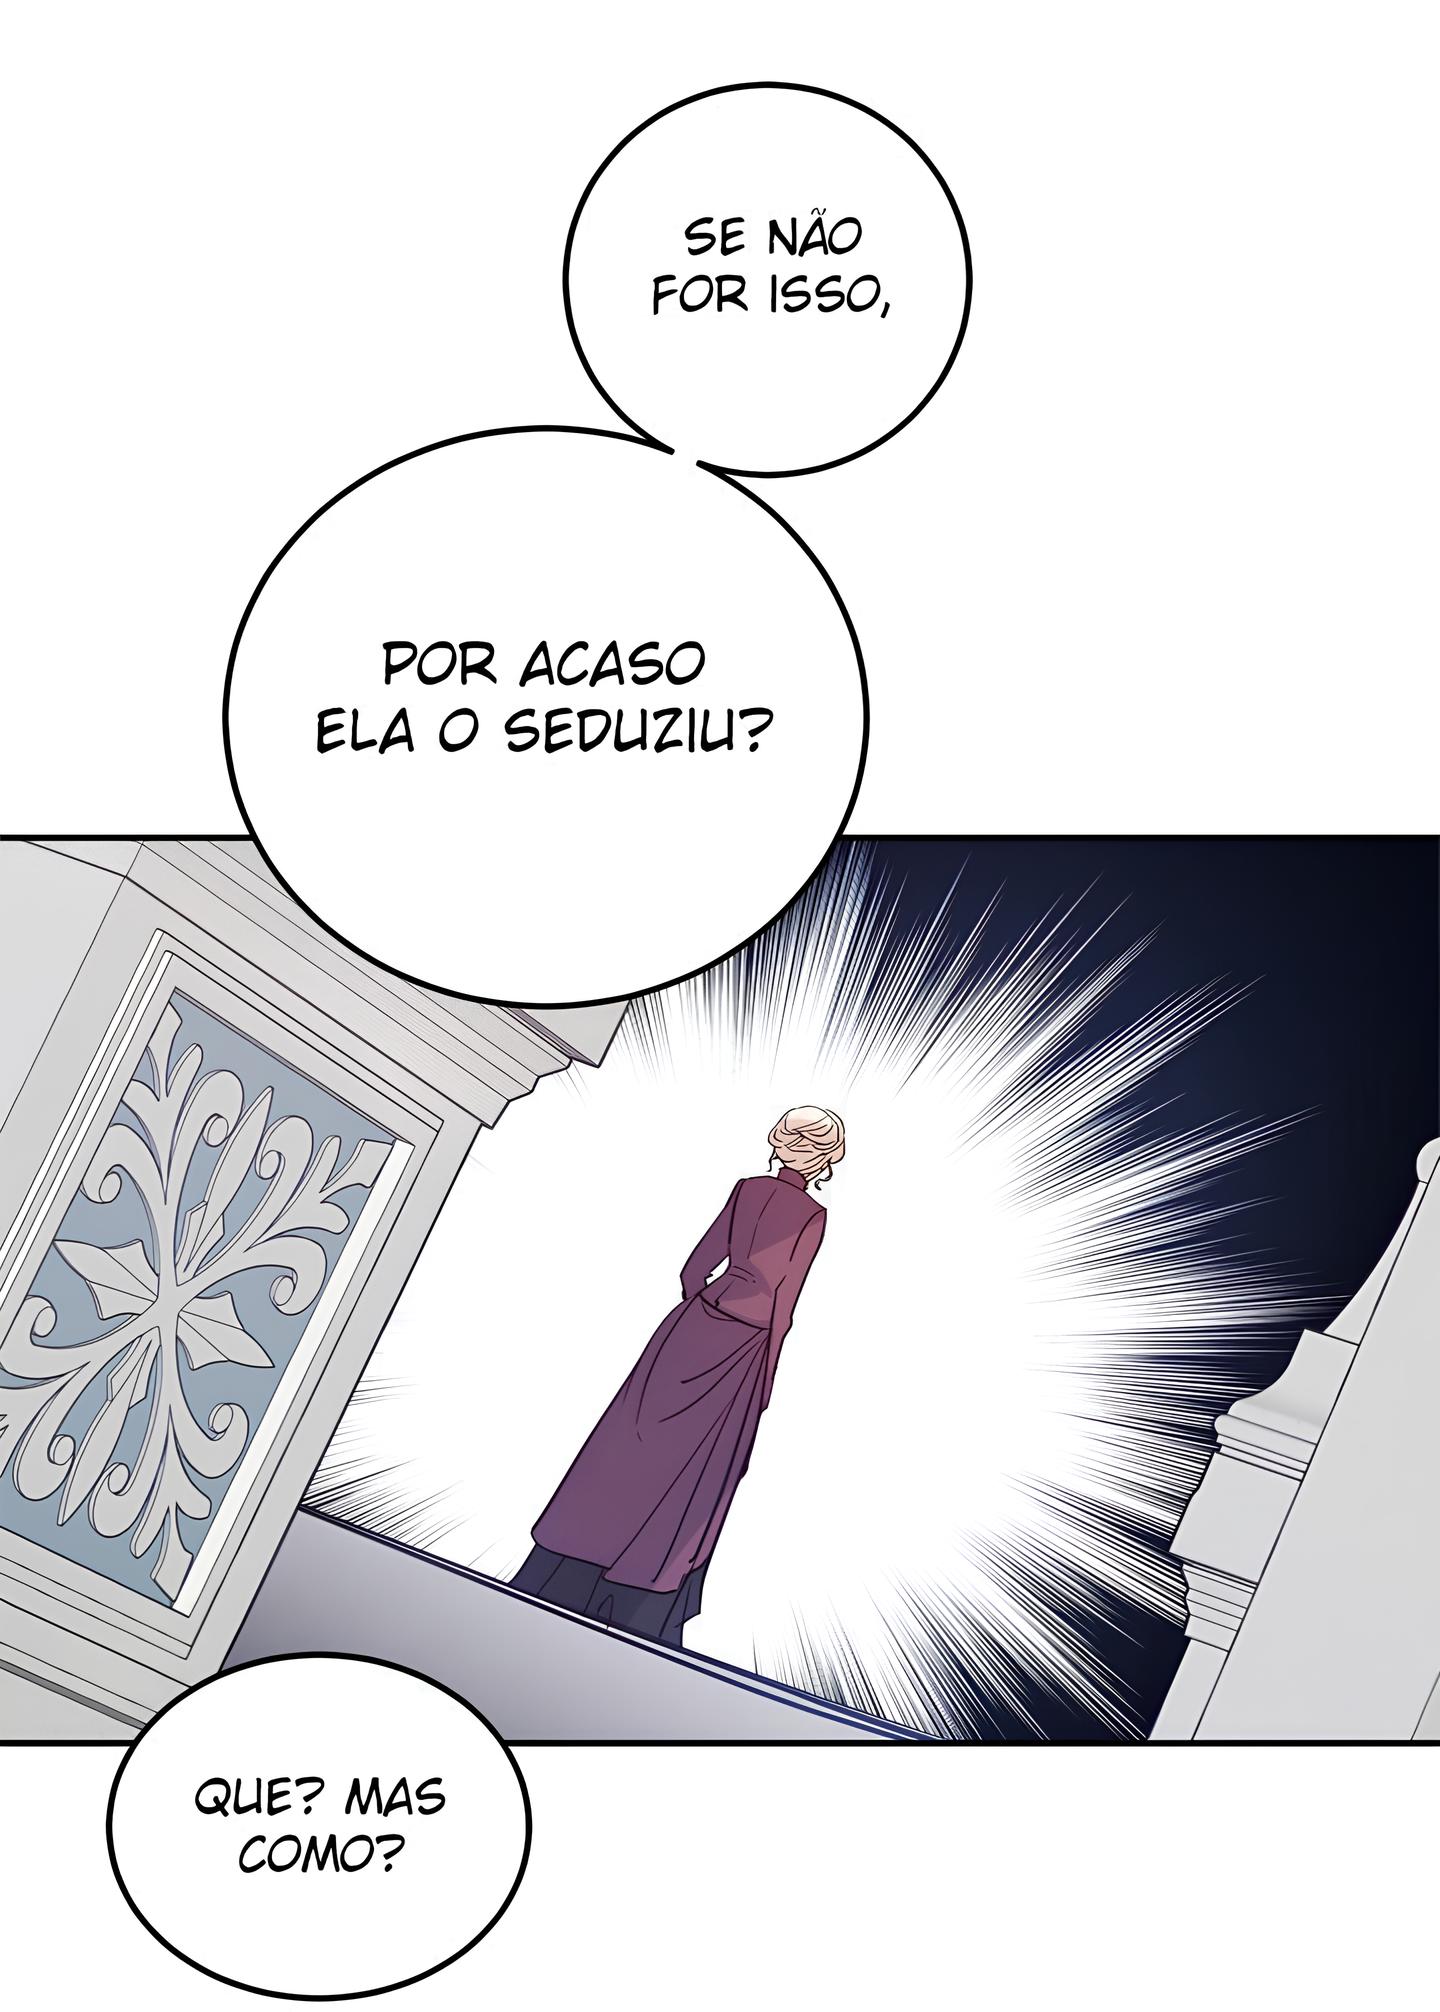 SE NÃO
FOR ISSO,
POR ACASO
ELA O SEDUZIU?
QUE? MAS
COMO?